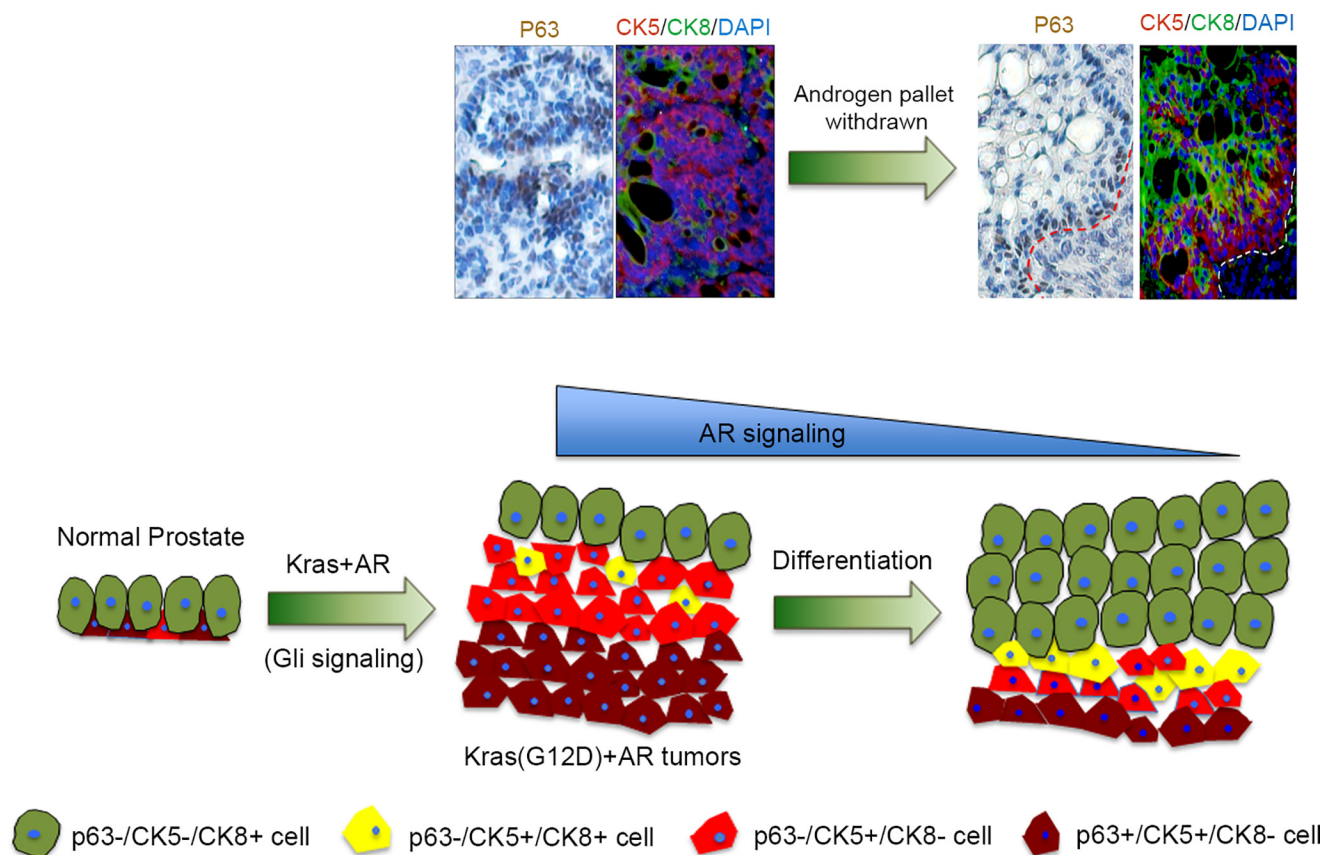 P63
CK5/CK8/DAPI
Androgen pallet
withdrawn
P63
CK5/CK8/DAPI
AR signaling
Normal Prostate
Kras+AR
(Gli signaling)
Differentiation
Kras(G12D)+AR tumors
p63-/CK5-/CK8+ cell
p63-/CK5+/CK8+ cell
p63-/CK5+/CK8- cell
p63+/CK5+/CK8- cell